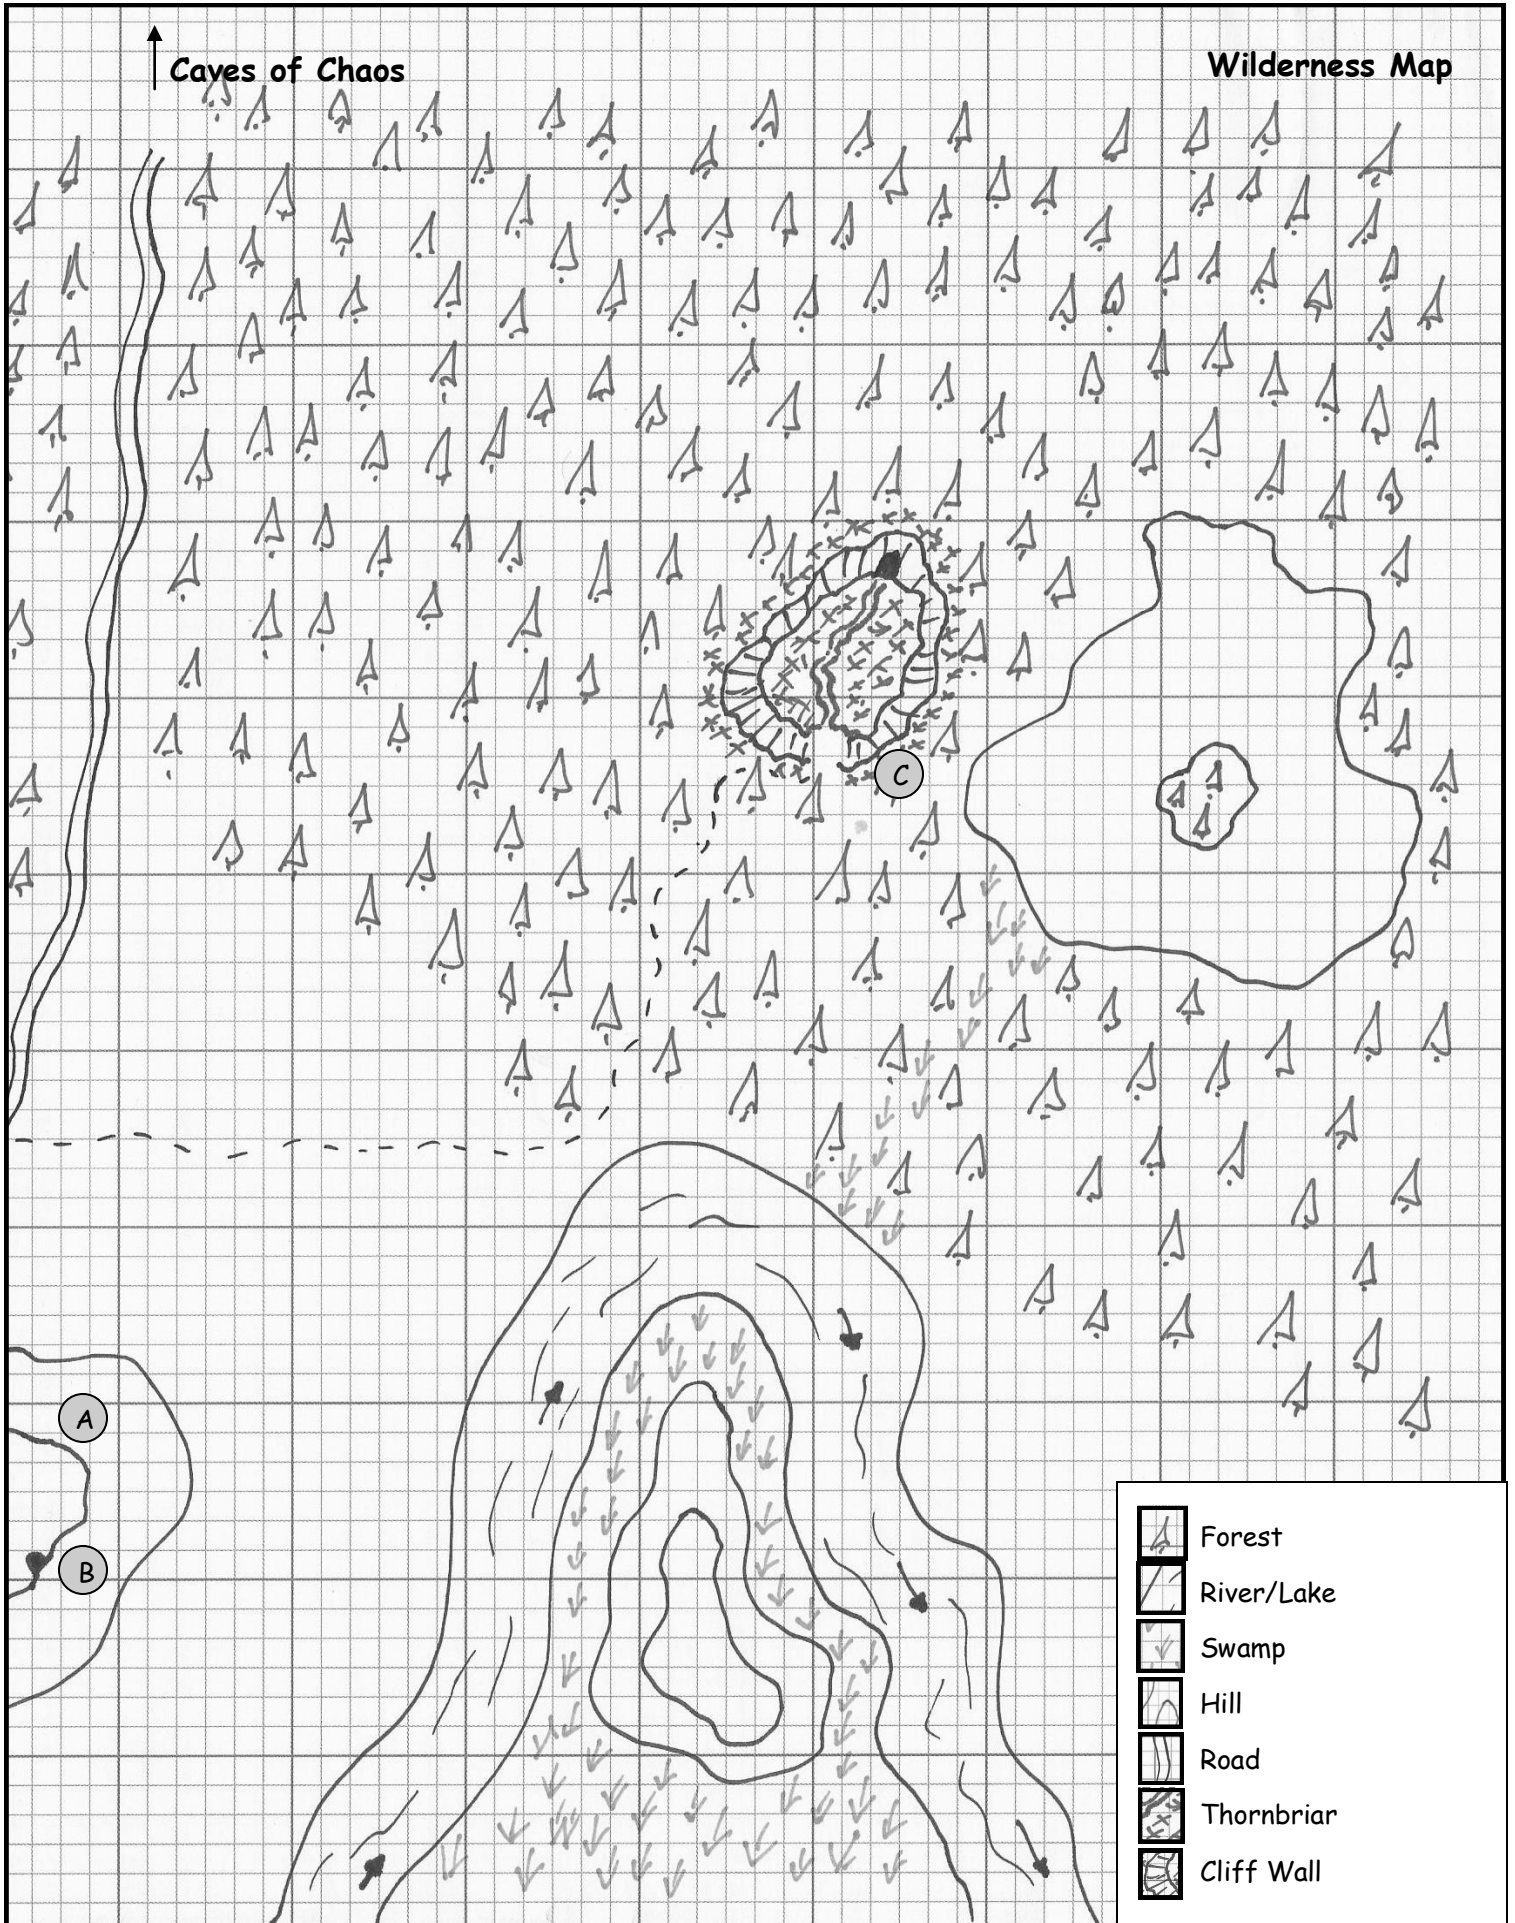 Caves of Chaos
Wilderness Map
C
A
B
Forest
River/Lake
Swamp
Hill
Road
Thornbriar
Cliff Wall